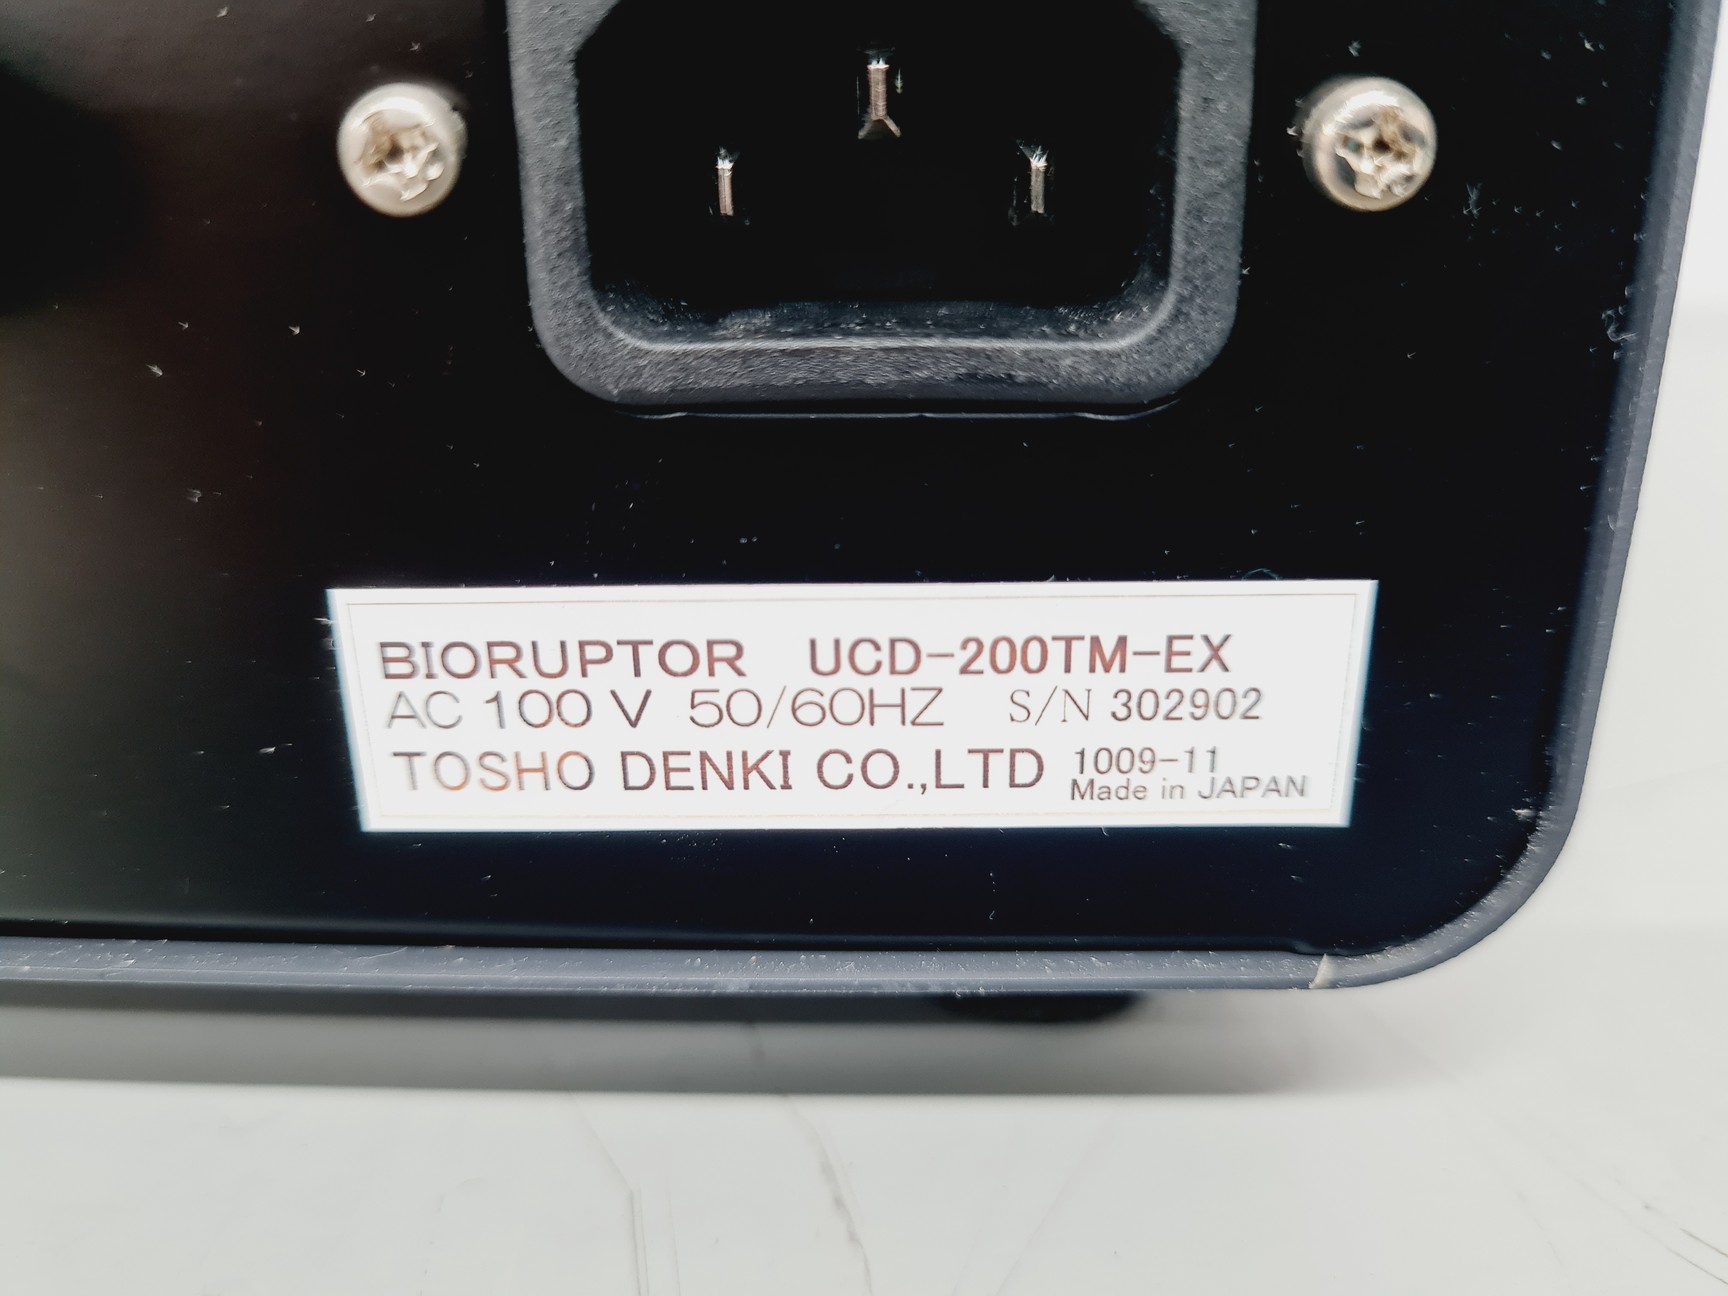 BIORUPTOR UCD-200TM-EX
AC 100 V 50/60HZ S/N 302902
TOSHO DENKI CO.,LTD 1009-11
Made in JAPAN